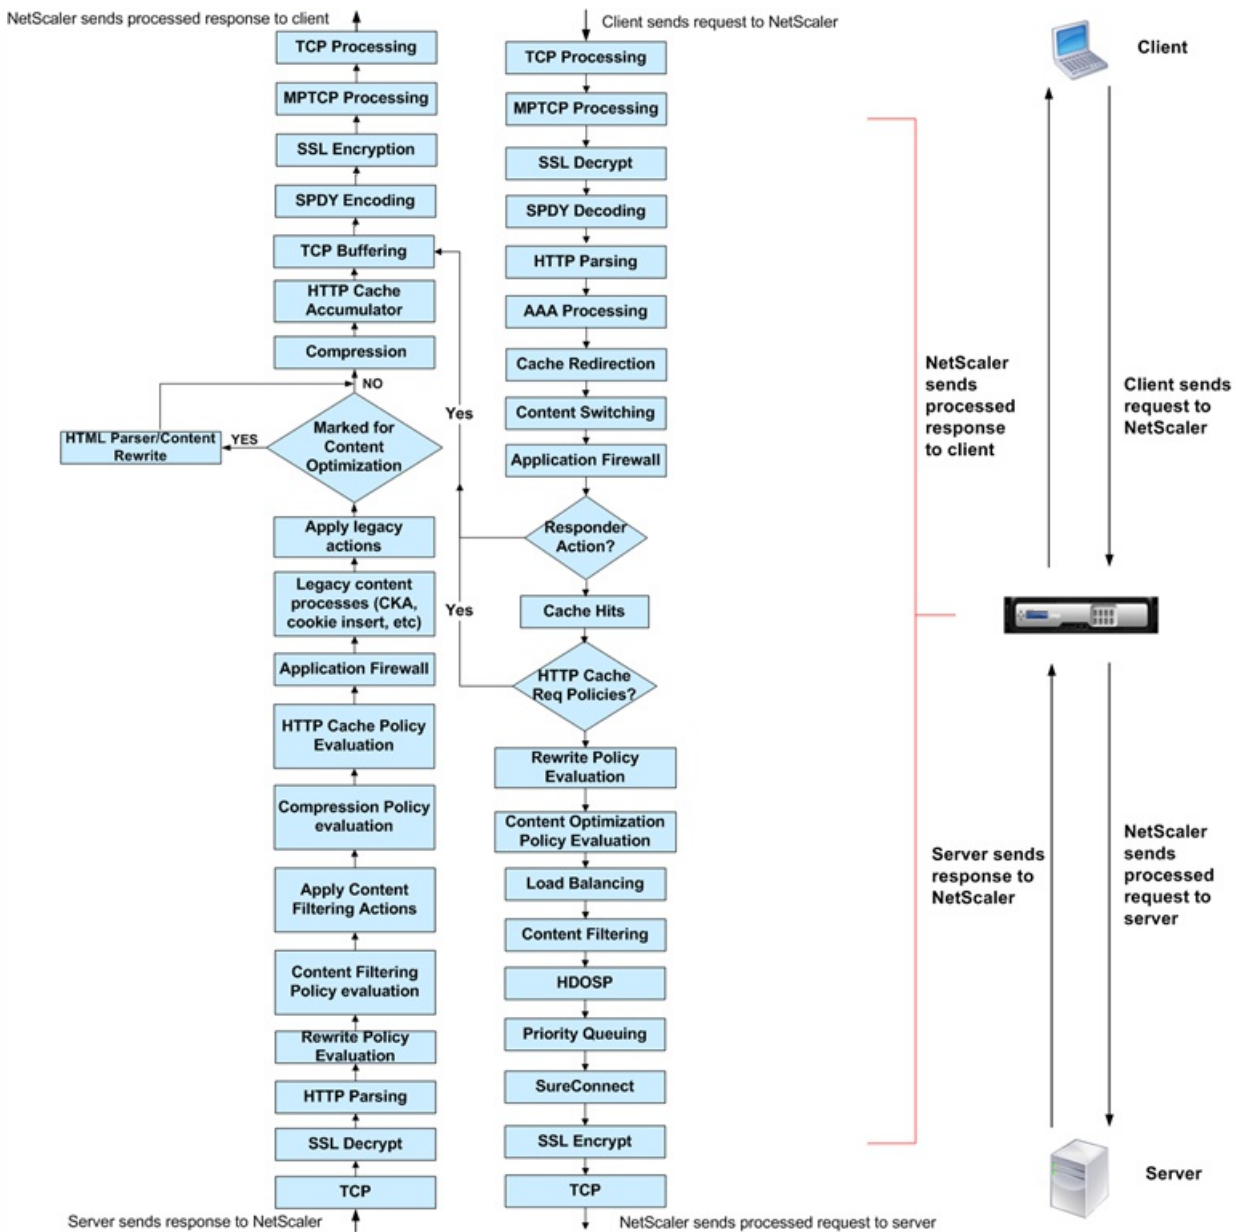 NetScaler sends processed response to client
TCP Processing
MPTCP Processing
SSL Encryption
SPDY Encoding
TCP Buffering
HTTP Cache
Accumulator
Compression
NO
Marked for
Content
Optimization
YES
HTML Parser/Content
Rewrite
Apply legacy
actions
Legacy content
processes (CKA,
cookie insert, etc)
Application Firewall
HTTP Cache Policy
Evaluation
Compression Policy
evaluation
Apply Content
Filtering Actions
Content Filtering
Policy evaluation
Rewrite Policy
Evaluation
HTTP Parsing
SSL Decrypt
TCP
Server sends response to NetScaler
Client sends request to NetScaler
TCP Processing
MPTCP Processing
SSL Decrypt
SPDY Decoding
HTTP Parsing
AAA Processing
Cache Redirection
Content Switching
Application Firewall
Responder
Action?
Yes
Cache Hits
HTTP Cache
Req Policies?
Yes
Rewrite Policy
Evaluation
Content Optimization
Policy Evaluation
Load Balancing
Content Filtering
HDOSP
Priority Queuing
SureConnect
SSL Encrypt
TCP
NetScaler sends processed request to server
Client
NetScaler
sends
processed
response
to client
Client sends
request to
NetScaler
Server sends
response to
NetScaler
NetScaler
sends
processed
request to
server
Server